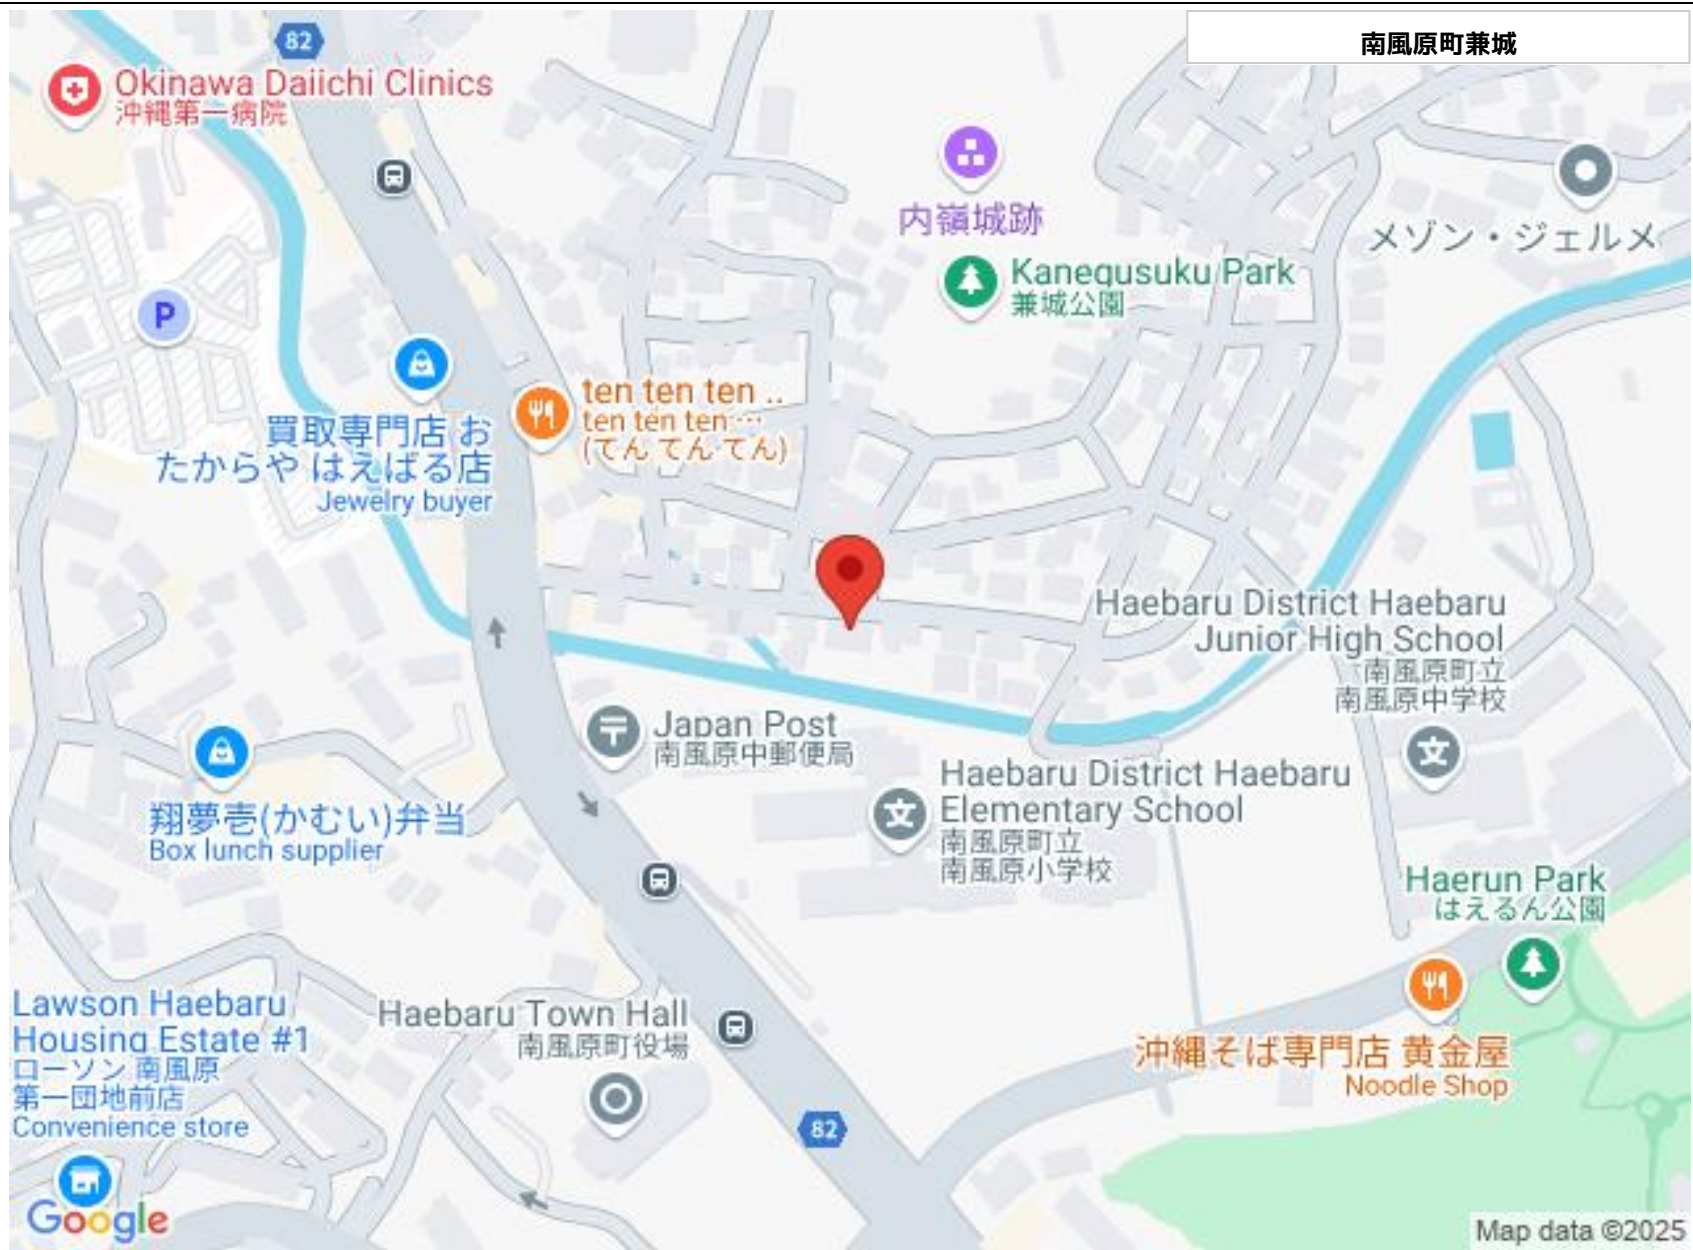 南風原町兼城
82
Okinawa Daiichi Clinics
沖縄第一病院
内嶺城跡
メゾン・ジェルメ
Kanegusuku Park
兼城公園
P
ten ten ten ..
ten ten ten …
(てん てん てん)
買取専門店 お
たからや はえばる店
Jewelry buyer
Haebaru District Haebaru
Junior High School
南風原町立
南風原中学校
文
Japan Post
南風原中郵便局
Haebaru District Haebaru
Elementary School
南風原町立
南風原小学校
文
翔夢壱(かむい)弁当
Box lunch supplier
Haerun Park
はえるん公園
Lawson Haebaru
Housing Estate #1
ローソン 南風原
第一団地前店
Convenience store
Haebaru Town Hall
南風原町役場
沖縄そば専門店 黄金屋
Noodle Shop
82
Google
Map data ©2025